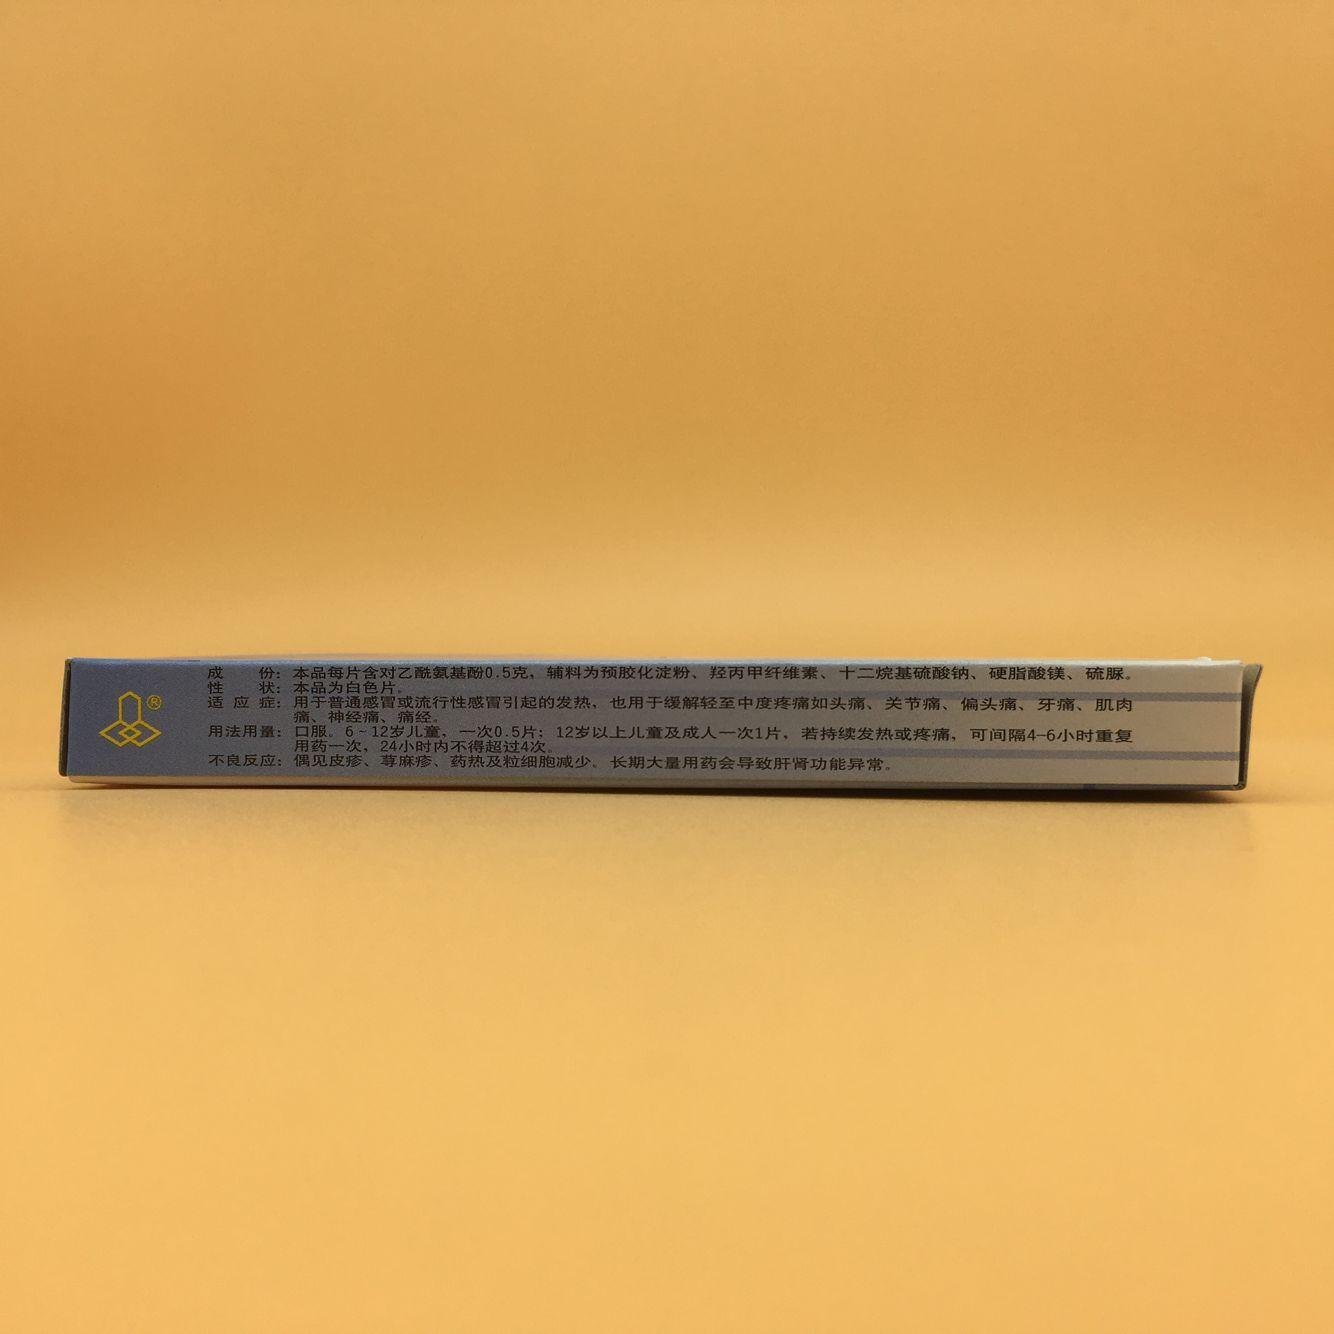 ®
成 份：本品每片含对乙酰氨基酚0.5克，辅料为预胶化淀粉、羟丙甲纤维素、十二烷基硫酸钠、硬脂酸镁、硫脲。
性 状：本品为白色片。
适 应 症：用于普通感冒或流行性感冒引起的发热，也用于缓解轻至中度疼痛如头痛、关节痛、偏头痛、牙痛、肌肉
痛、神经痛、痛经。
用法用量：口服。6～12岁儿童，一次0.5片；12岁以上儿童及成人一次1片，若持续发热或疼痛，可间隔4-6小时重复
用药一次，24小时内不得超过4次。
不良反应：偶见皮疹、荨麻疹、药热及粒细胞减少。长期大量用药会导致肝肾功能异常。